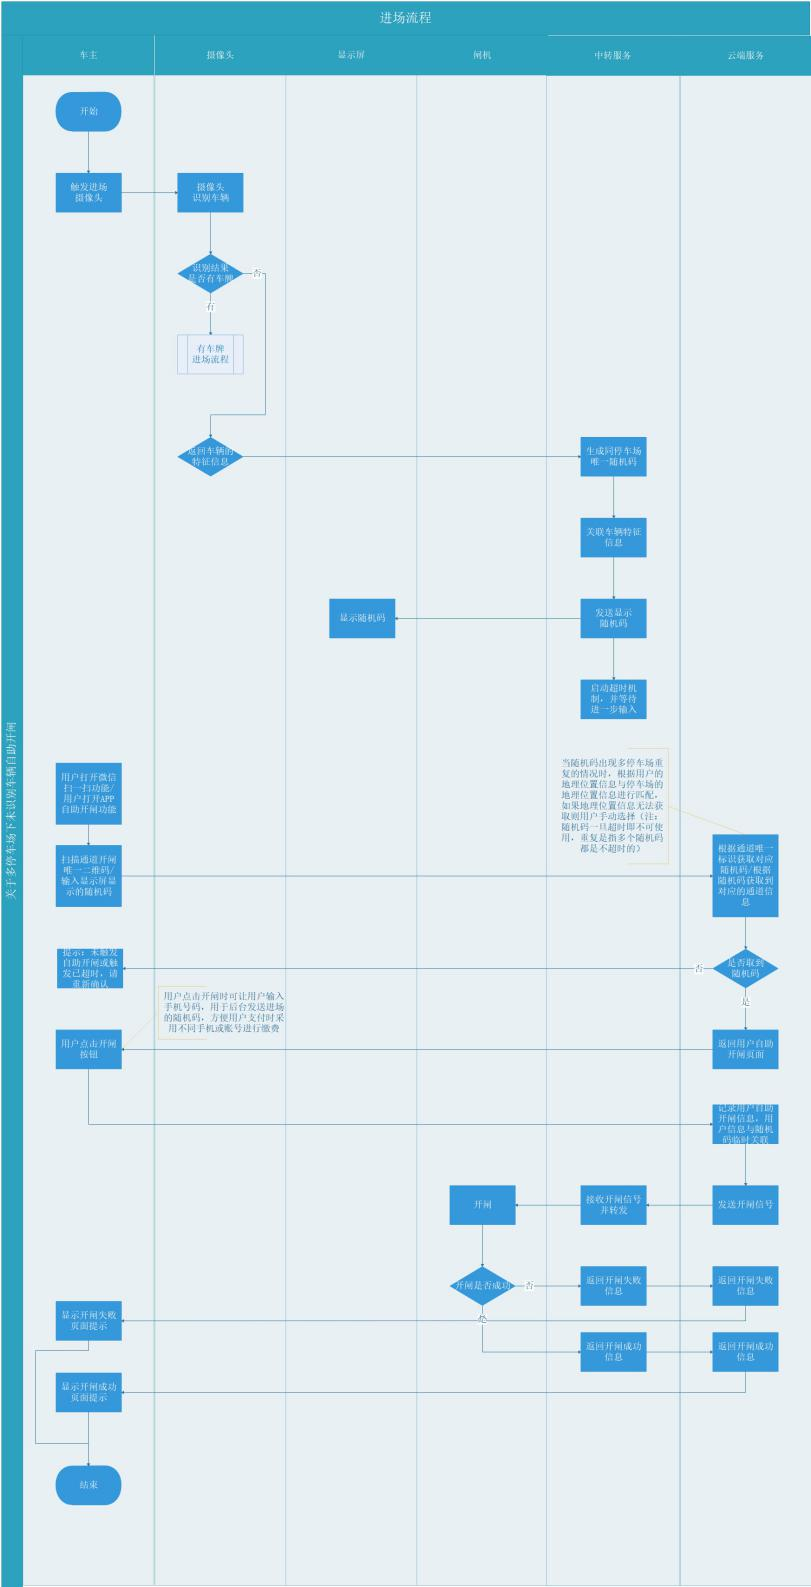 进场流程
车主
摄像头
显示屏
闸机
中转服务
云端服务
关于多停车场下未识别车辆自助开闸
开始
触发进场
摄像头
摄像头
识别车辆
识别结果
是否有车牌
否
有
有车牌
进场流程
返回车辆的
特征信息
生成同停车场
唯一随机码
关联车辆特征
信息
显示随机码
发送显示
随机码
启动超时机
制，并等待
进一步输入
当随机码出现多停车场重
复的情况时，根据用户的
地理位置信息与停车场的
地理位置信息进行匹配，
如果地理位置信息无法获
取则用户手动选择（注：
随机码一旦超时即不可使
用，重复是指多个随机码
都是不超时的）
用户打开微信
扫一扫功能/
用户打开APP
自助开闸功能
扫描通道开闸
唯一二维码/
输入显示屏显
示的随机码
根据通道唯一
标识获取对应
随机码/根据
随机码获取到
对应的通道信
息
提示：未触发
自助开闸或触
发已超时，请
重新确认
否
是否取到
随机码
是
用户点击开闸时可让用户输入
手机号码，用于后台发送进场
的随机码，方便用户支付时采
用不同手机或账号进行缴费
用户点击开闸
按钮
返回用户自助
开闸页面
记录用户自助
开闸信息，用
户信息与随机
码临时关联
开闸
接收开闸信号
并转发
发送开闸信号
开闸是否成功
否
返回开闸失败
信息
返回开闸失败
信息
显示开闸失败
页面提示
是
返回开闸成功
信息
返回开闸成功
信息
显示开闸成功
页面提示
结束